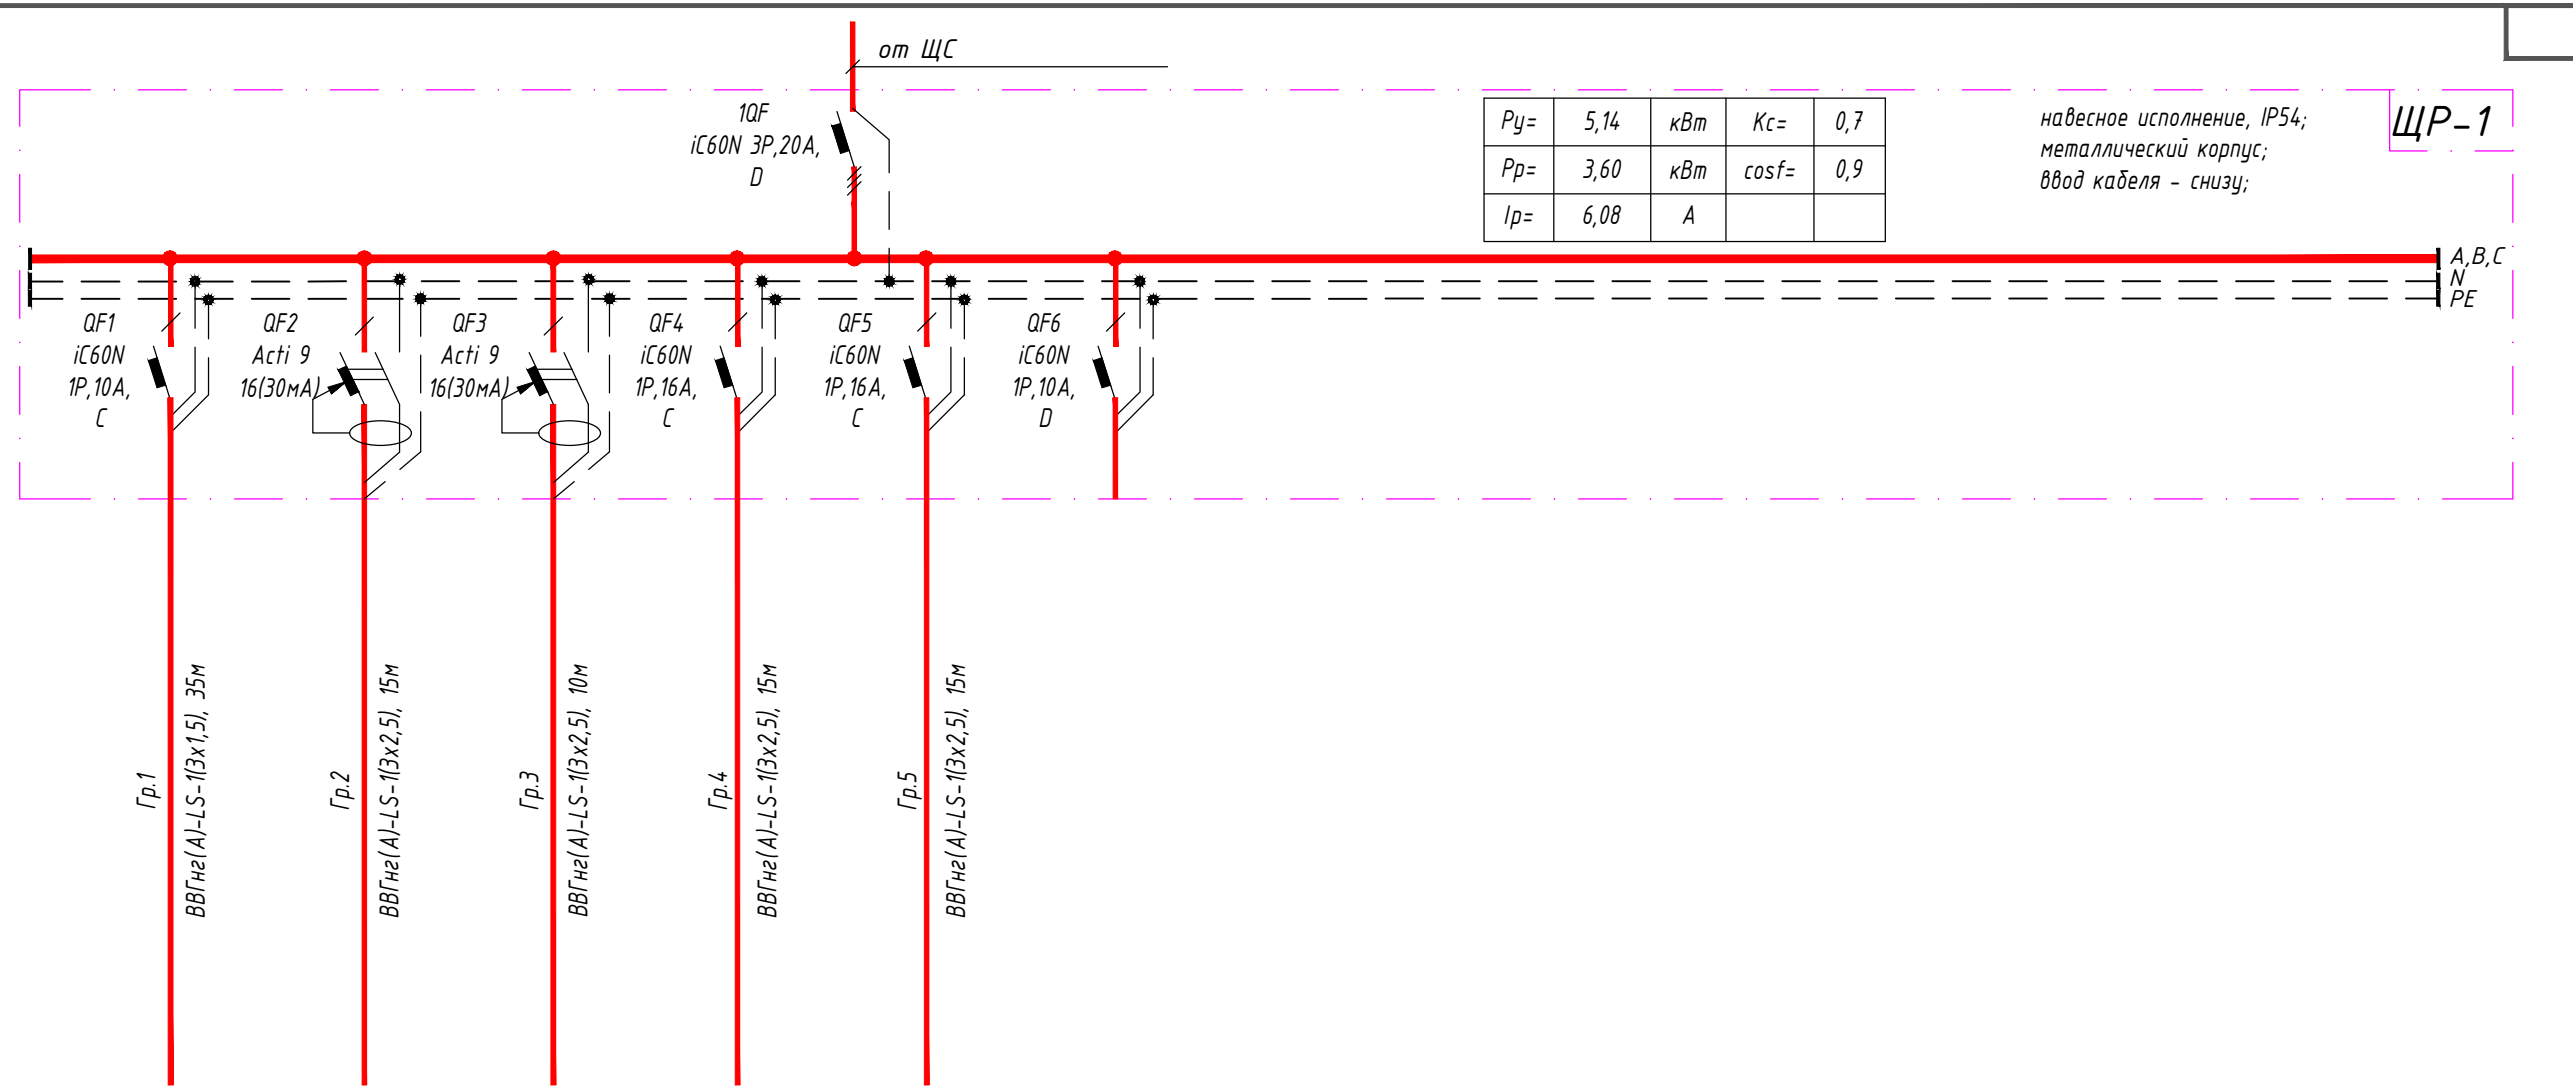 от ЩС
1QF
iC60N 3P,20A,
D
Ру= 5,14 кВт Кс= 0,7
Рр= 3,60 кВт cosf= 0,9
Iр= 6,08 А
навесное исполнение, IP54;
металлический корпус;
ввод кабеля - снизу;
ЩР-1
A,B,C
N
PE
QF1
iC60N
1P,10A,
C
QF2
Acti 9
16(30мА)
QF3
Acti 9
16(30мА)
QF4
iC60N
1P,16A,
C
QF5
iC60N
1P,16A,
C
QF6
iC60N
1P,10A,
D
Гр.1
ВВГнг(А)-LS-1(3х1,5), 35м
Гр.2
ВВГнг(А)-LS-1(3х2,5), 15м
Гр.3
ВВГнг(А)-LS-1(3х2,5), 10м
Гр.4
ВВГнг(А)-LS-1(3х2,5), 15м
Гр.5
ВВГнг(А)-LS-1(3х2,5), 15м